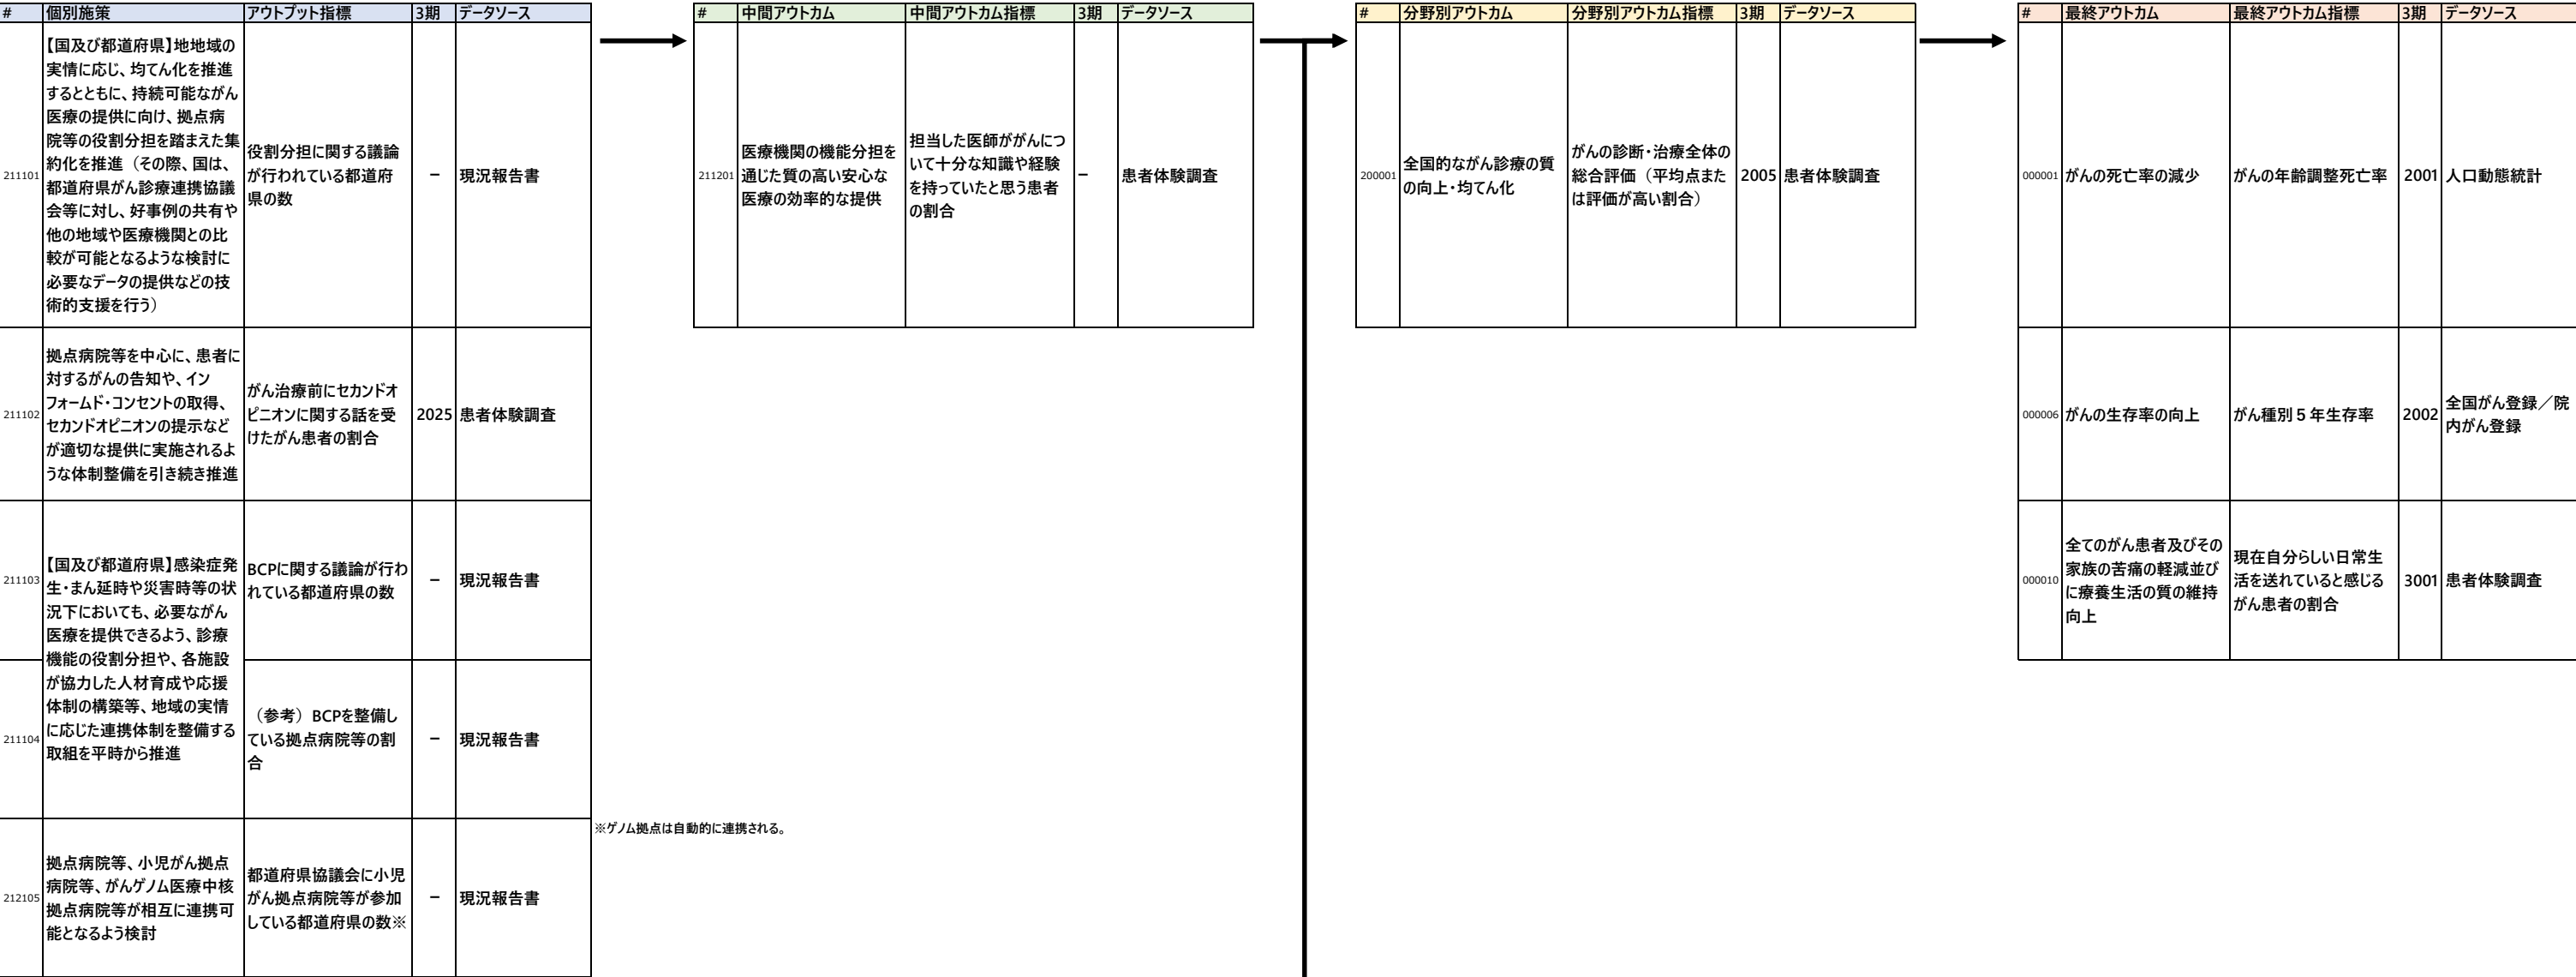 # 個別施策 アウトプット指標 3期 データソース
211101
【国及び都道府県】地地域の
実情に応じ、均てん化を推進
するとともに、持続可能ながん
医療の提供に向け、拠点病
院等の役割分担を踏まえた集
約化を推進（その際、国は、
都道府県がん診療連携協議
会等に対し、好事例の共有や
他の地域や医療機関との比
較が可能となるような検討に
必要なデータの提供などの技
術的支援を行う）
役割分担に関する議論
が行われている都道府
県の数
－
現況報告書
211102
拠点病院等を中心に、患者に
対するがんの告知や、イン
フォームド・コンセントの取得、
セカンドオピニオンの提示など
が適切な提供に実施されるよ
うな体制整備を引き続き推進
がん治療前にセカンドオ
ピニオンに関する話を受
けたがん患者の割合
2025
患者体験調査
211103
【国及び都道府県】感染症発
生・まん延時や災害時等の状
況下においても、必要ながん
医療を提供できるよう、診療
機能の役割分担や、各施設
が協力した人材育成や応援
体制の構築等、地域の実情
に応じた連携体制を整備する
取組を平時から推進
BCPに関する議論が行わ
れている都道府県の数
－
現況報告書
211104
（参考）BCPを整備し
ている拠点病院等の割
合
－
現況報告書
212105
拠点病院等、小児がん拠点
病院等、がんゲノム医療中核
拠点病院等が相互に連携可
能となるよう検討
都道府県協議会に小児
がん拠点病院等が参加
している都道府県の数※
－
現況報告書
※ゲノム拠点は自動的に連携される。
# 中間アウトカム 中間アウトカム指標 3期 データソース
211201
医療機関の機能分担を
通じた質の高い安心な
医療の効率的な提供
担当した医師ががんにつ
いて十分な知識や経験
を持っていたと思う患者
の割合
－
患者体験調査
# 分野別アウトカム 分野別アウトカム指標 3期 データソース
200001
全国的ながん診療の質
の向上・均てん化
がんの診断・治療全体の
総合評価（平均点また
は評価が高い割合）
2005
患者体験調査
# 最終アウトカム 最終アウトカム指標 3期 データソース
000001
がんの死亡率の減少
がんの年齢調整死亡率
2001
人口動態統計
000006
がんの生存率の向上
がん種別５年生存率
2002
全国がん登録／院
内がん登録
000010
全てのがん患者及びその
家族の苦痛の軽減並び
に療養生活の質の維持
向上
現在自分らしい日常生
活を送れていると感じる
がん患者の割合
3001
患者体験調査